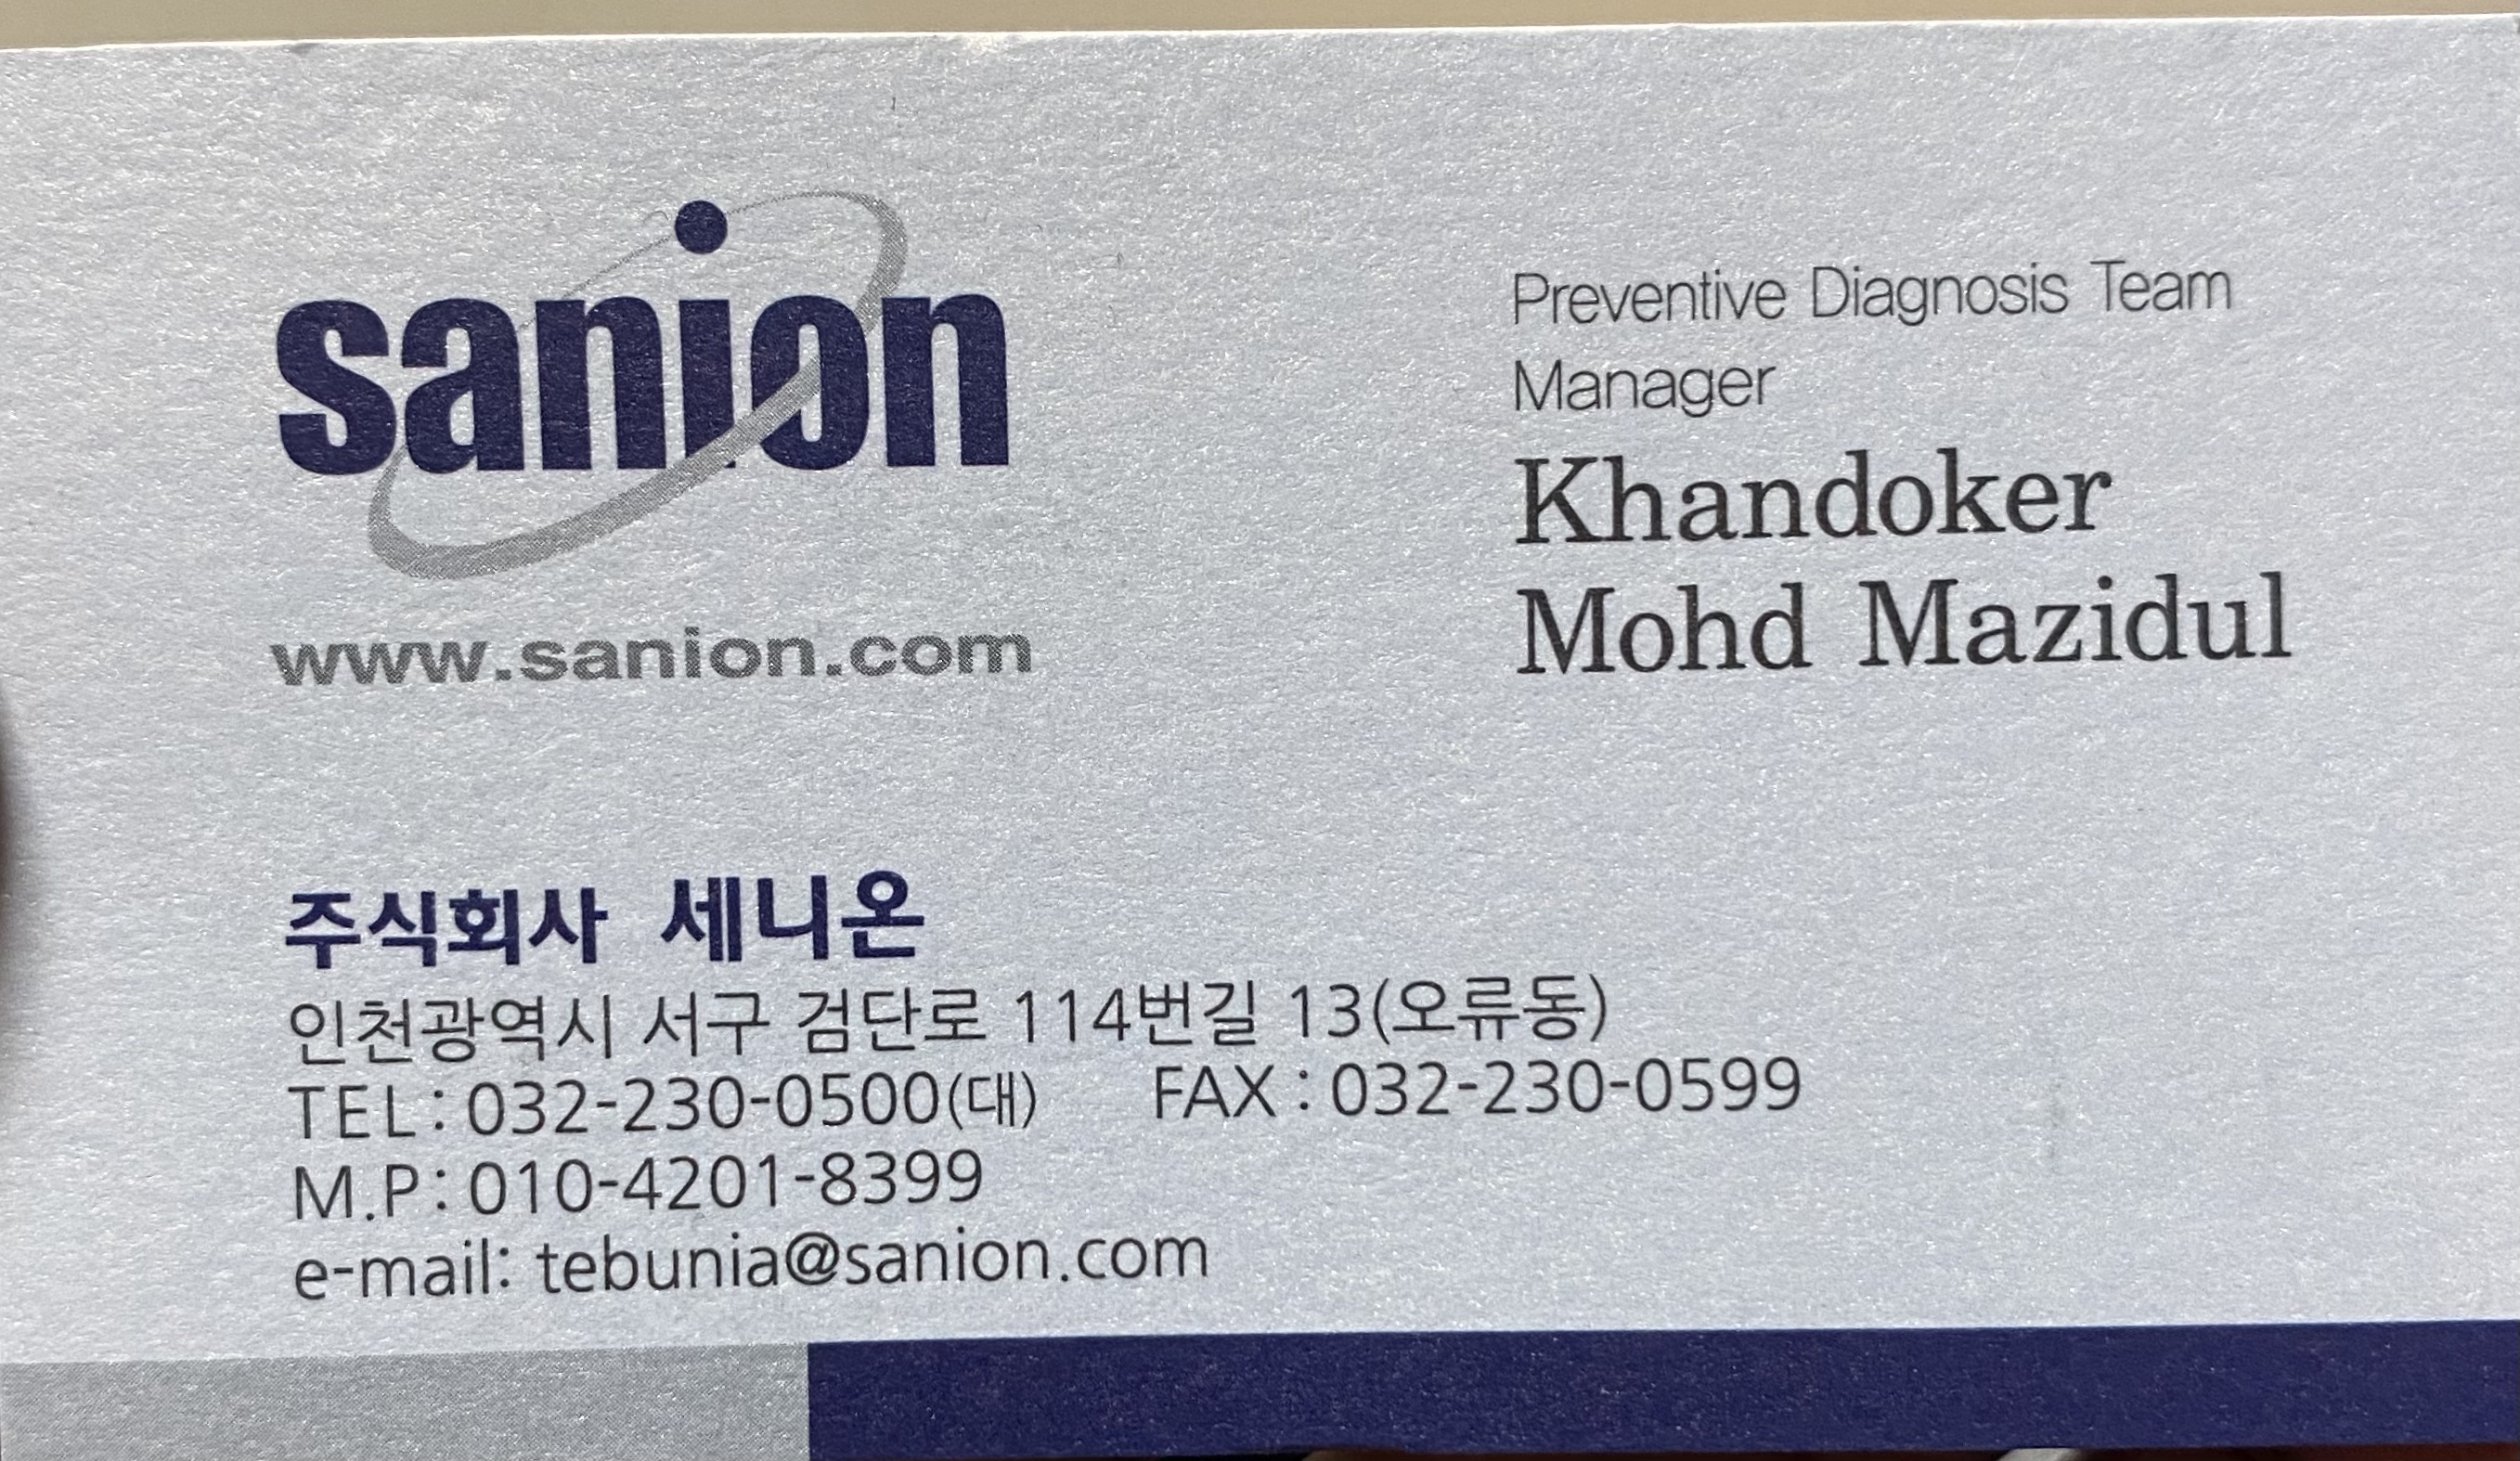 sanion
www.sanion.com
Preventive Diagnosis Team
Manager
Khandoker
Mohd Mazidul
주식회사 세니온
인천광역시 서구 검단로 114번길 13(오류동)
TEL: 032-230-0500(대) FAX : 032-230-0599
M.P: 010-4201-8399
e-mail: tebunia@sanion.com